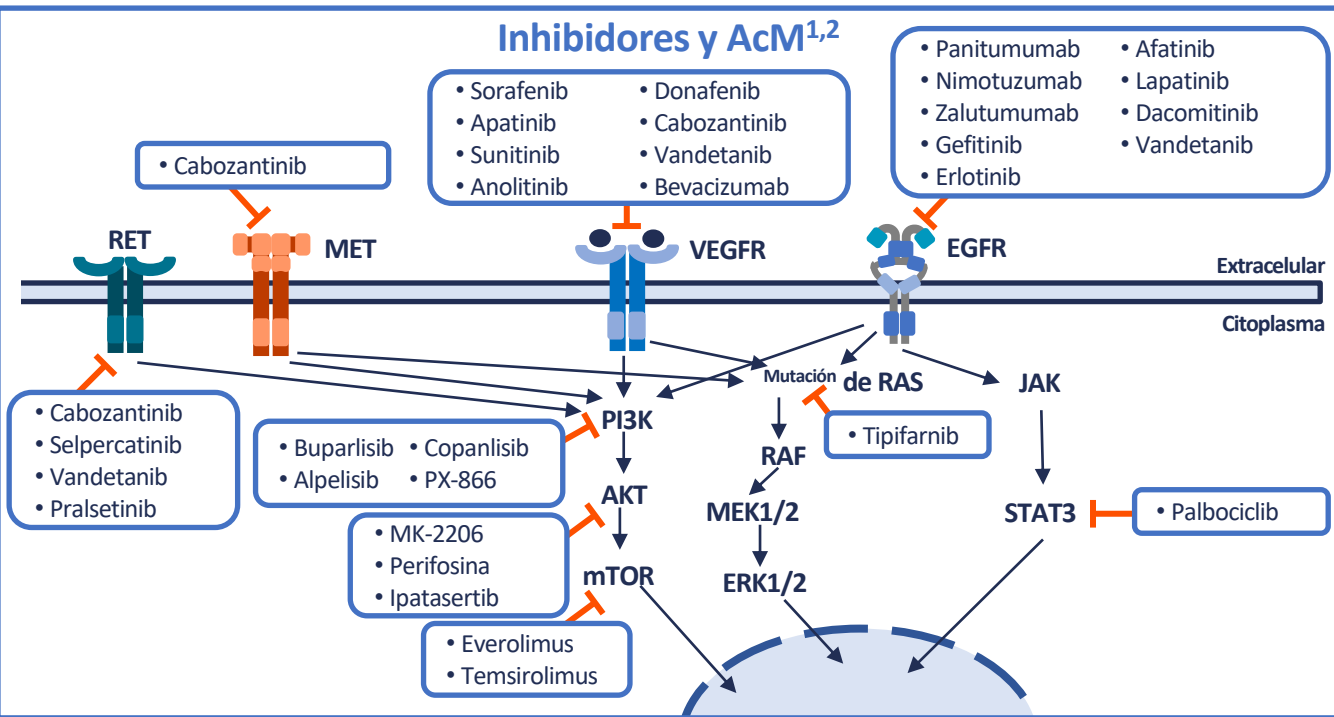 Inhibidores y AcM1,2
• Cabozantinib
• Sorafenib
• Apatinib
• Sunitinib
• Anolitinib
• Donafenib
• Cabozantinib
• Vandetanib
• Bevacizumab
• Panitumumab
• Nimotuzumab
• Zalutumumab
• Gefitinib
• Erlotinib
• Afatinib
• Lapatinib
• Dacomitinib
• Vandetanib
RET
MET
VEGFR
EGFR
Extracelular
Citoplasma
• Cabozantinib
• Selpercatinib
• Vandetanib
• Pralsetinib
PI3K
Mutación de RAS
JAK
• Buparlisib
• Alpelisib
• Copanlisib
• PX-866
• Tipifarnib
RAF
AKT
MEK1/2
STAT3
• Palbociclib
• MK-2206
• Perifosina
• Ipatasertib
mTOR
ERK1/2
• Everolimus
• Temsirolimus